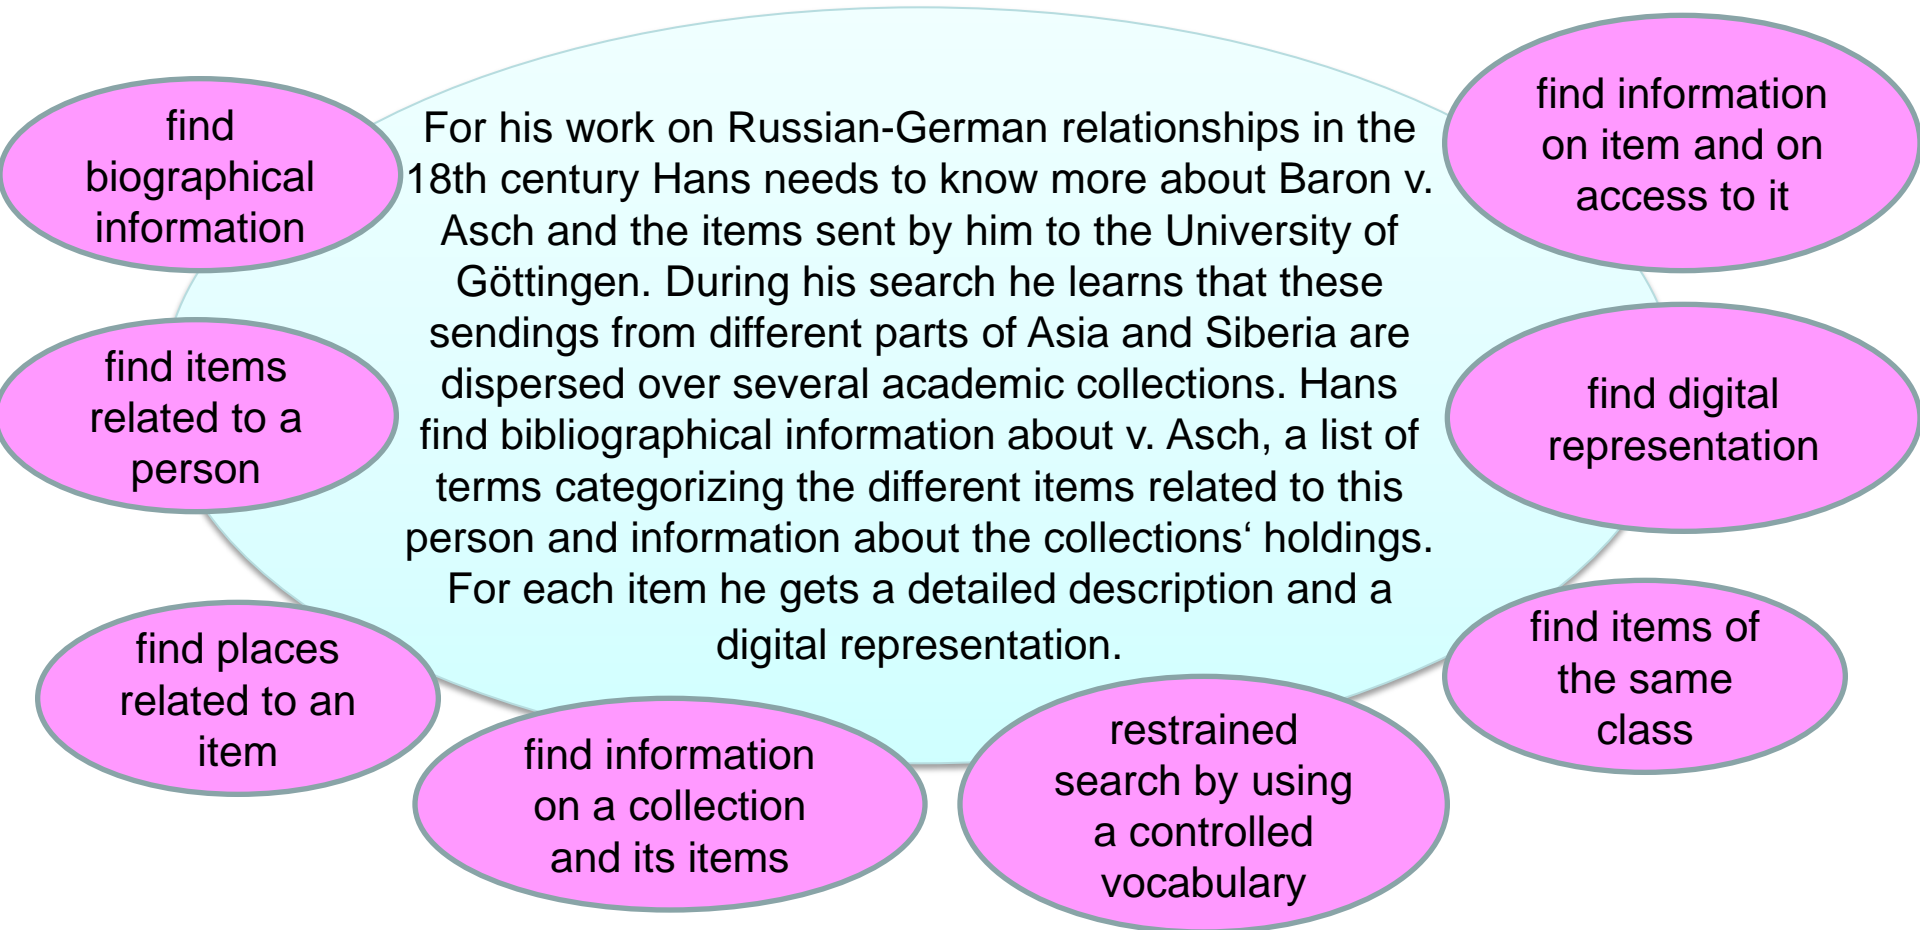 find
biographical
information
find items
related to a
person
find places
related to an
item
For his work on Russian-German relationships in the
18th century Hans needs to know more about Baron v.
Asch and the items sent by him to the University of
Göttingen. During his search he learns that these
sendings from different parts of Asia and Siberia are
dispersed over several academic collections. Hans
find bibliographical information about v. Asch, a list of
terms categorizing the different items related to this
person and information about the collections‘ holdings.
For each item he gets a detailed description and a
digital representation.
find information
on a collection
and its items
restrained
search by using
a controlled
vocabulary
find information
on item and on
access to it
find digital
representation
find items of
the same
class